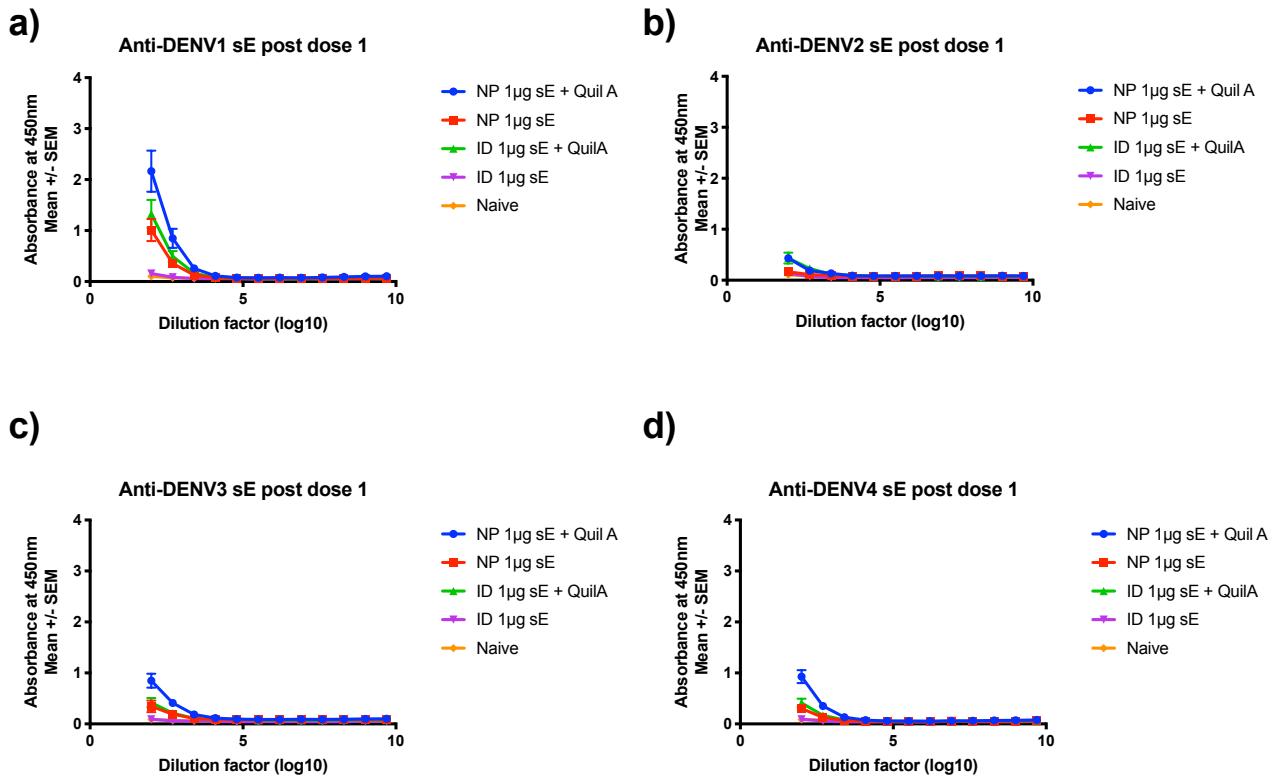 a)
Anti-DENV1 sE post dose 1
Absorbance at 450nm
Mean +/- SEM
4
3
2
1
0
0
5
10
Dilution factor (log10)
NP 1µg sE + Quil A
NP 1µg sE
ID 1µg sE + QuilA
ID 1µg sE
Naive
b)
Anti-DENV2 sE post dose 1
Absorbance at 450nm
Mean +/- SEM
4
3
2
1
0
0
5
10
Dilution factor (log10)
NP 1µg sE + Quil A
NP 1µg sE
ID 1µg sE + QuilA
ID 1µg sE
Naive
c)
Anti-DENV3 sE post dose 1
Absorbance at 450nm
Mean +/- SEM
4
3
2
1
0
0
5
10
Dilution factor (log10)
NP 1µg sE + Quil A
NP 1µg sE
ID 1µg sE + QuilA
ID 1µg sE
Naive
d)
Anti-DENV4 sE post dose 1
Absorbance at 450nm
Mean +/- SEM
4
3
2
1
0
0
5
10
Dilution factor (log10)
NP 1µg sE + Quil A
NP 1µg sE
ID 1µg sE + QuilA
ID 1µg sE
Naive